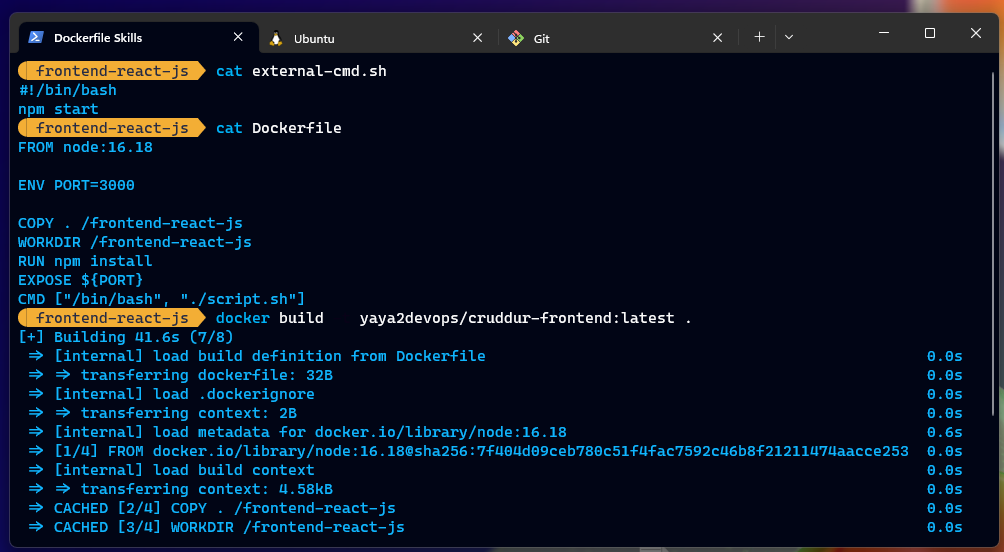 Dockerfile Skills
Ubuntu
Git
frontend-react-js cat external-cmd.sh
#!/bin/bash
npm start
frontend-react-js cat Dockerfile
FROM node:16.18
ENV PORT=3000
COPY . /frontend-react-js
WORKDIR /frontend-react-js
RUN npm install
EXPOSE ${PORT}
CMD ["/bin/bash", "./script.sh"]
frontend-react-js docker build    yaya2devops/cruddur-frontend:latest .
[+] Building 41.6s (7/8)
=> [internal] load build definition from Dockerfile 0.0s
=> => transferring dockerfile: 32B 0.0s
=> [internal] load .dockerignore 0.0s
=> => transferring context: 2B 0.0s
=> [internal] load metadata for docker.io/library/node:16.18 0.6s
=> [1/4] FROM docker.io/library/node:16.18@sha256:7f404d09ceb780c51f4fac7592c46b8f21211474aacce253 0.0s
=> [internal] load build context 0.0s
=> => transferring context: 4.58kB 0.0s
=> CACHED [2/4] COPY . /frontend-react-js 0.0s
=> CACHED [3/4] WORKDIR /frontend-react-js 0.0s